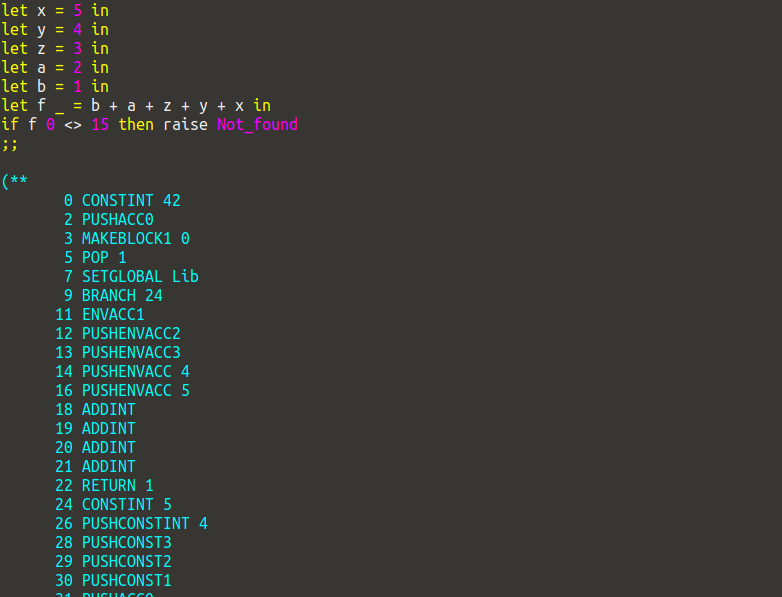 let x = 5 in
let y = 4 in
let z = 3 in
let a = 2 in
let b = 1 in
let f _ = b + a + z + y + x in
if f 0 <> 15 then raise Not_found
;;
(**
0 CONSTINT 42
2 PUSHACC0
3 MAKEBLOCK1 0
5 POP 1
7 SETGLOBAL Lib
9 BRANCH 24
11 ENVACC1
12 PUSHENVACC2
13 PUSHENVACC3
14 PUSHENVACC 4
16 PUSHENVACC 5
18 ADDINT
19 ADDINT
20 ADDINT
21 ADDINT
22 RETURN 1
24 CONSTINT 5
26 PUSHCONSTINT 4
28 PUSHCONST3
29 PUSHCONST2
30 PUSHCONST1